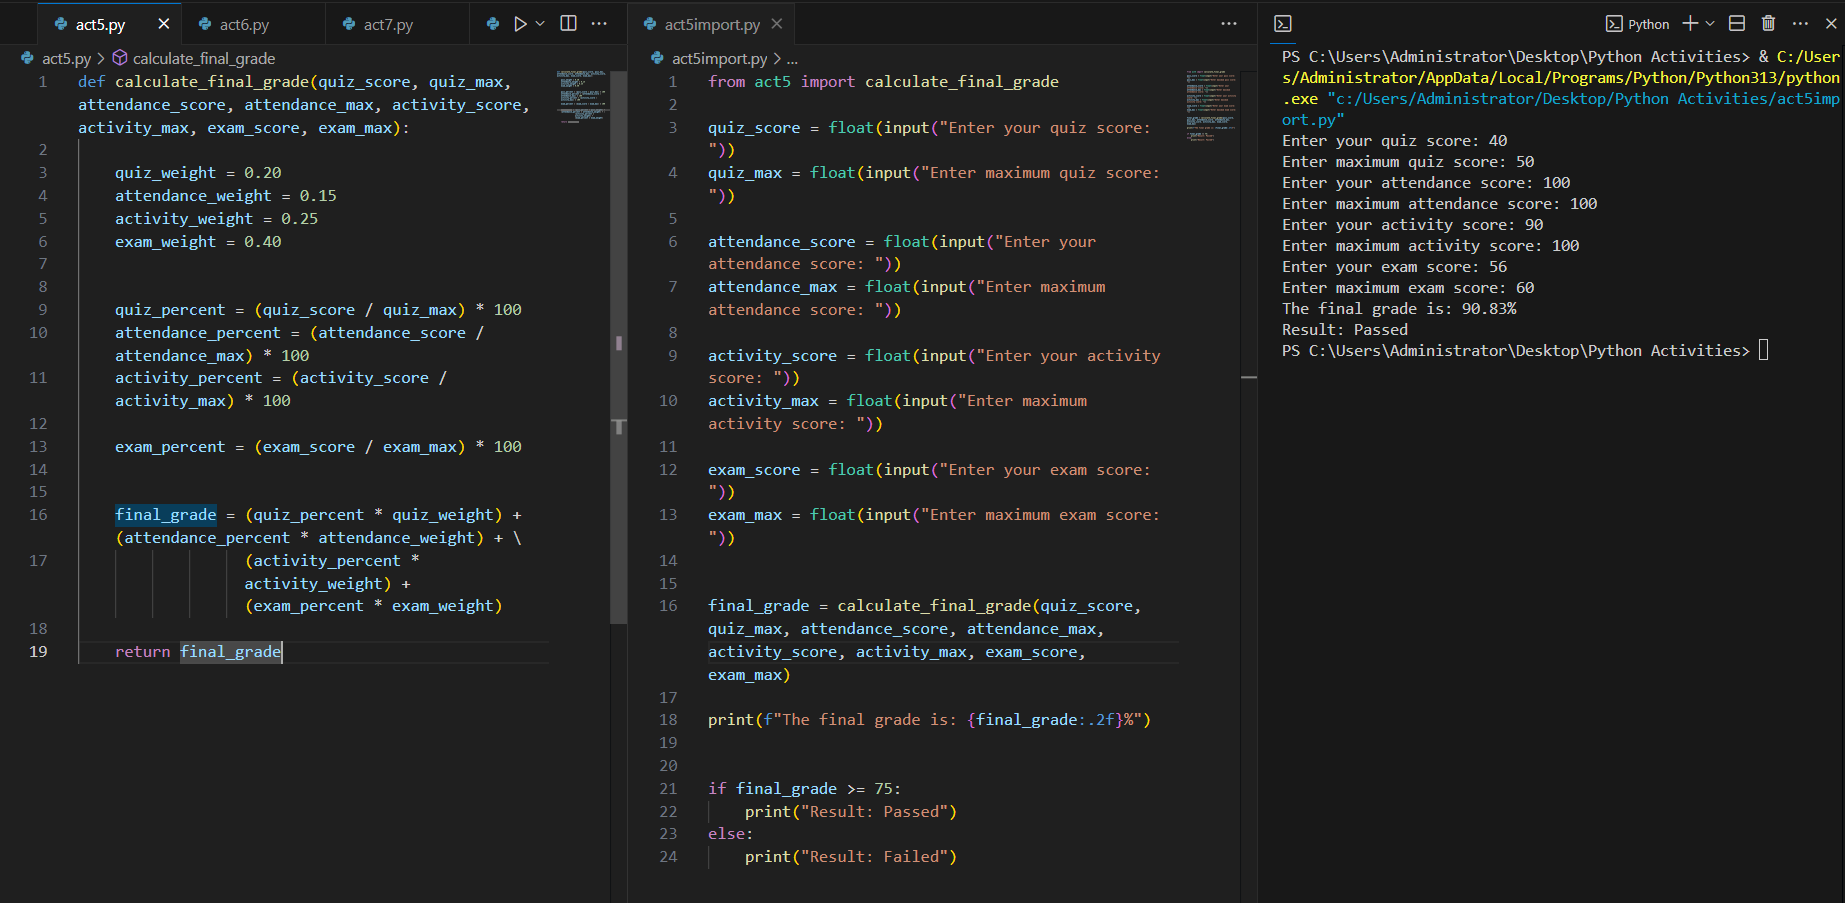 act5.py
act6.py
act7.py
act5.py > calculate_final_grade
1 def calculate_final_grade(quiz_score, quiz_max,
attendance_score, attendance_max, activity_score,
activity_max, exam_score, exam_max):
2
3 quiz_weight = 0.20
4 attendance_weight = 0.15
5 activity_weight = 0.25
6 exam_weight = 0.40
7
8
9 quiz_percent = (quiz_score / quiz_max) * 100
10 attendance_percent = (attendance_score /
attendance_max) * 100
11 activity_percent = (activity_score /
activity_max) * 100
12
13 exam_percent = (exam_score / exam_max) * 100
14
15
16 final_grade = (quiz_percent * quiz_weight) +
(attendance_percent * attendance_weight) + \
17 (activity_percent *
activity_weight) +
(exam_percent * exam_weight)
18
19 return final_grade
act5import.py
act5import.py > ...
1 from act5 import calculate_final_grade
2
3 quiz_score = float(input("Enter your quiz score:
"))
4 quiz_max = float(input("Enter maximum quiz score:
"))
5
6 attendance_score = float(input("Enter your
attendance score: "))
7 attendance_max = float(input("Enter maximum
attendance score: "))
8
9 activity_score = float(input("Enter your activity
score: "))
10 activity_max = float(input("Enter maximum
activity score: "))
11
12 exam_score = float(input("Enter your exam score:
"))
13 exam_max = float(input("Enter maximum exam score:
"))
14
15
16 final_grade = calculate_final_grade(quiz_score,
quiz_max, attendance_score, attendance_max,
activity_score, activity_max, exam_score,
exam_max)
17
18 print(f"The final grade is: {final_grade:.2f}%")
19
20
21 if final_grade >= 75:
22 print("Result: Passed")
23 else:
24 print("Result: Failed")
Python
PS C:\Users\Administrator\Desktop\Python Activities> & C:/User
s/Administrator/AppData/Local/Programs/Python/Python313/python
.exe "c:/Users/Administrator/Desktop/Python Activities/act5imp
ort.py"
Enter your quiz score: 40
Enter maximum quiz score: 50
Enter your attendance score: 100
Enter maximum attendance score: 100
Enter your activity score: 90
Enter maximum activity score: 100
Enter your exam score: 56
Enter maximum exam score: 60
The final grade is: 90.83%
Result: Passed
PS C:\Users\Administrator\Desktop\Python Activities>